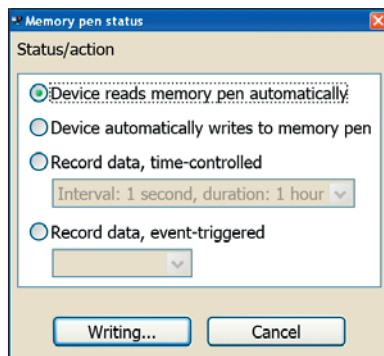 Memory pen status
Status/action
Device reads memory pen automatically
Device automatically writes to memory pen
Record data, time-controlled
Interval: 1 second, duration: 1 hour
Record data, event-triggered
Writing... Cancel